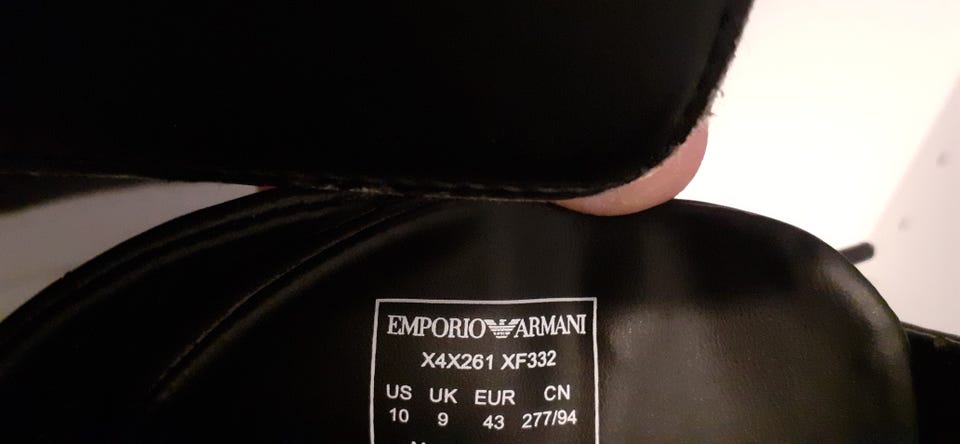 EMPORIO ARMANI
X4X261 XF332
US UK EUR CN
10 9 43 277/94